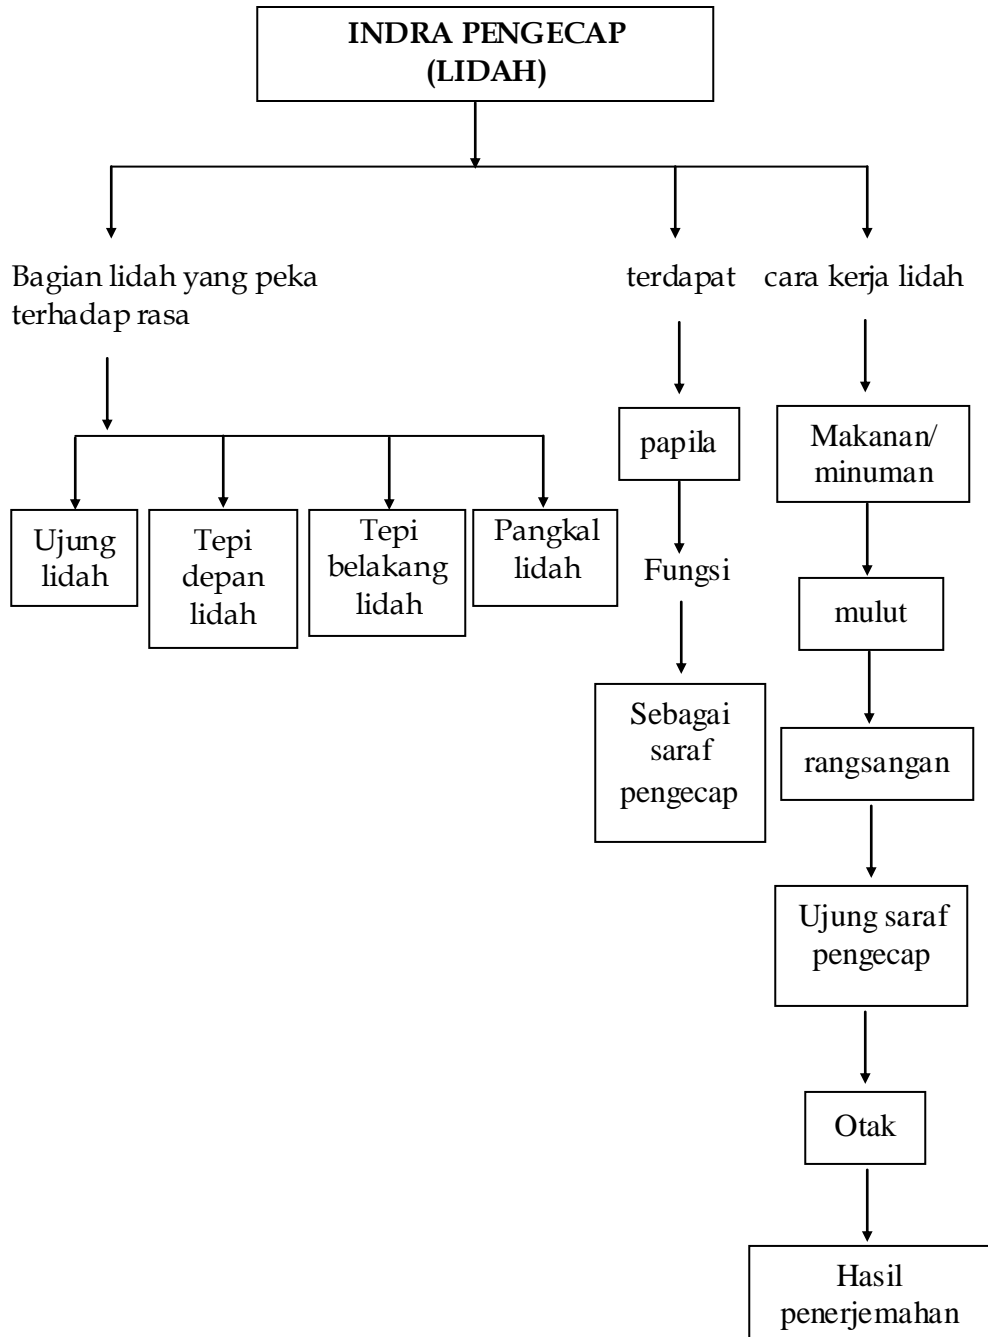 INDRA PENGECAP
(LIDAH)
Bagian lidah yang peka
terhadap rasa
terdapat
cara kerja lidah
Ujung
lidah
Tepi
depan
lidah
Tepi
belakang
lidah
Pangkal
lidah
papila
Fungsi
Sebagai
saraf
pengecap
Makanan/
minuman
mulut
rangsangan
Ujung saraf
pengecap
Otak
Hasil
penerjemahan